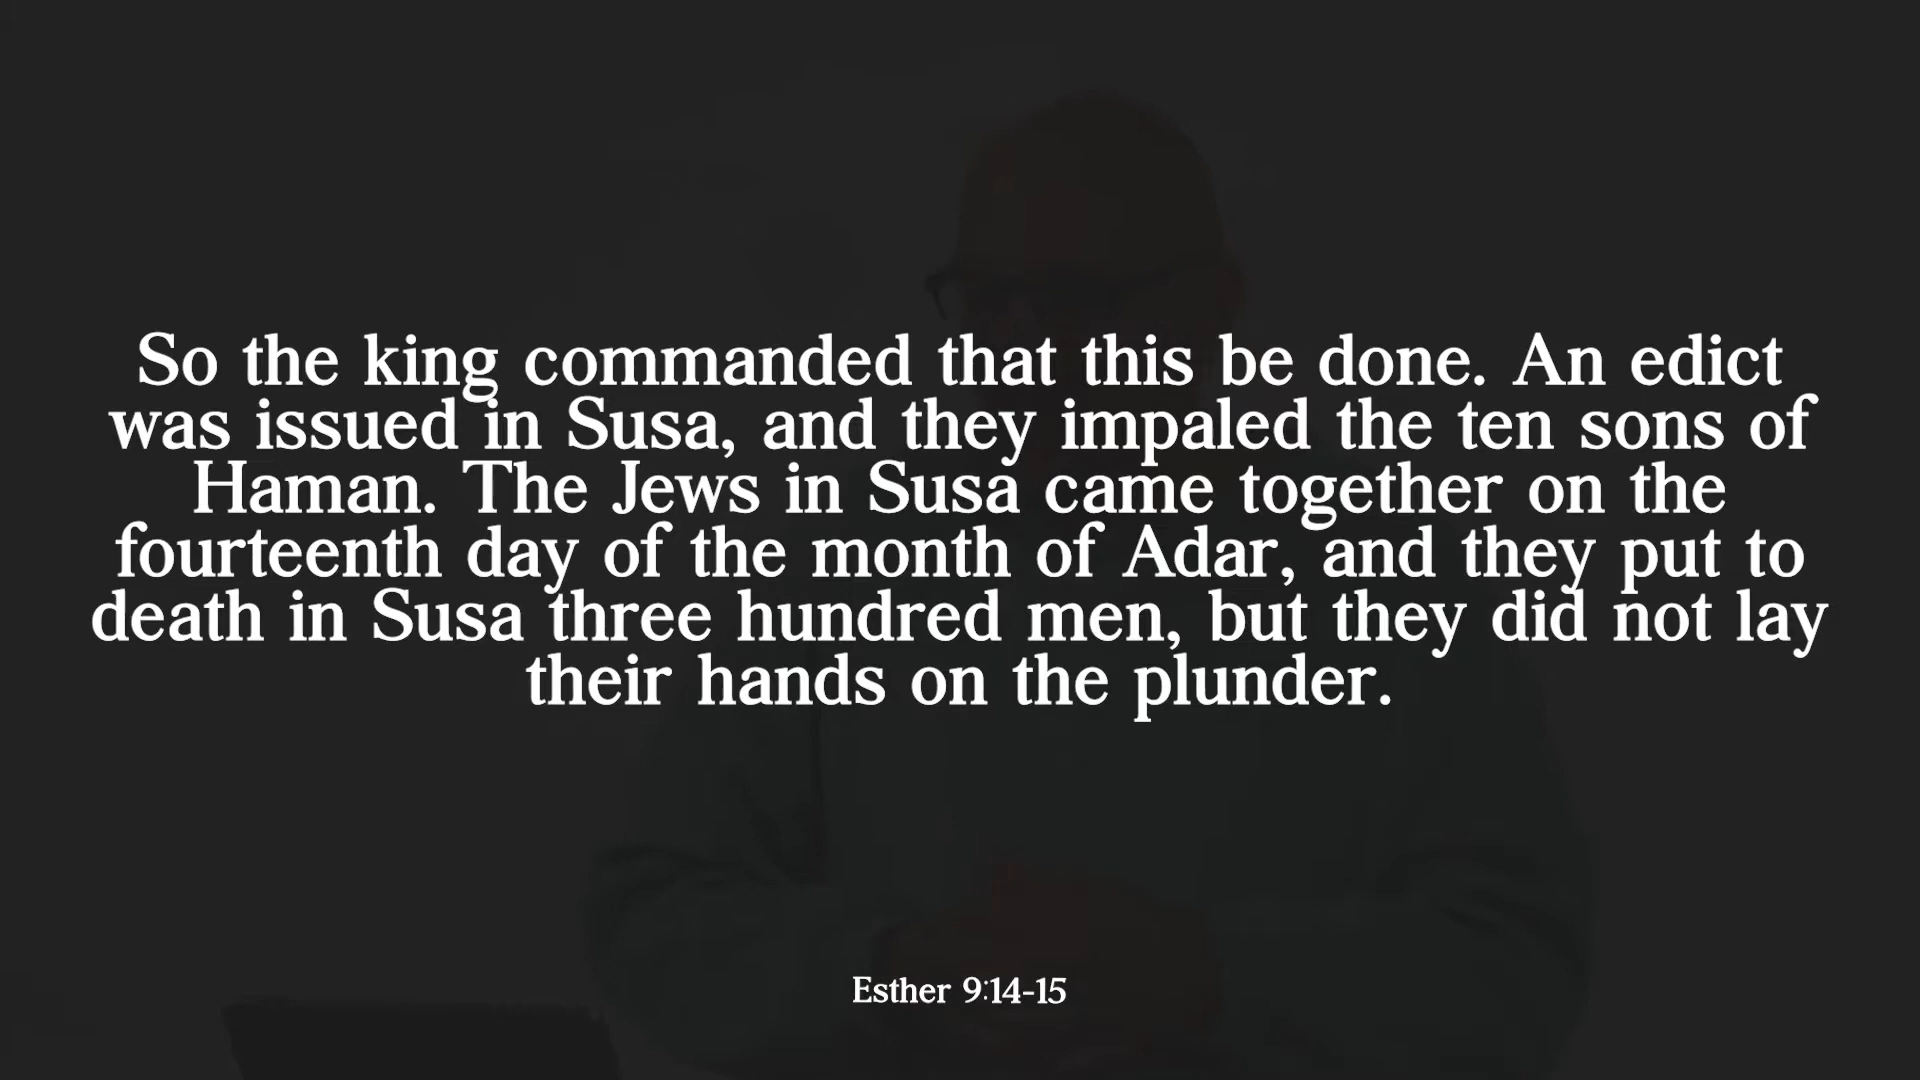 So the king commanded that this be done. An edict
was issued in Susa, and they impaled the ten sons of
Haman. The Jews in Susa came together on the
fourteenth day of the month of Adar, and they put to
death in Susa three hundred men, but they did not lay
their hands on the plunder.
Esther 9:14-15